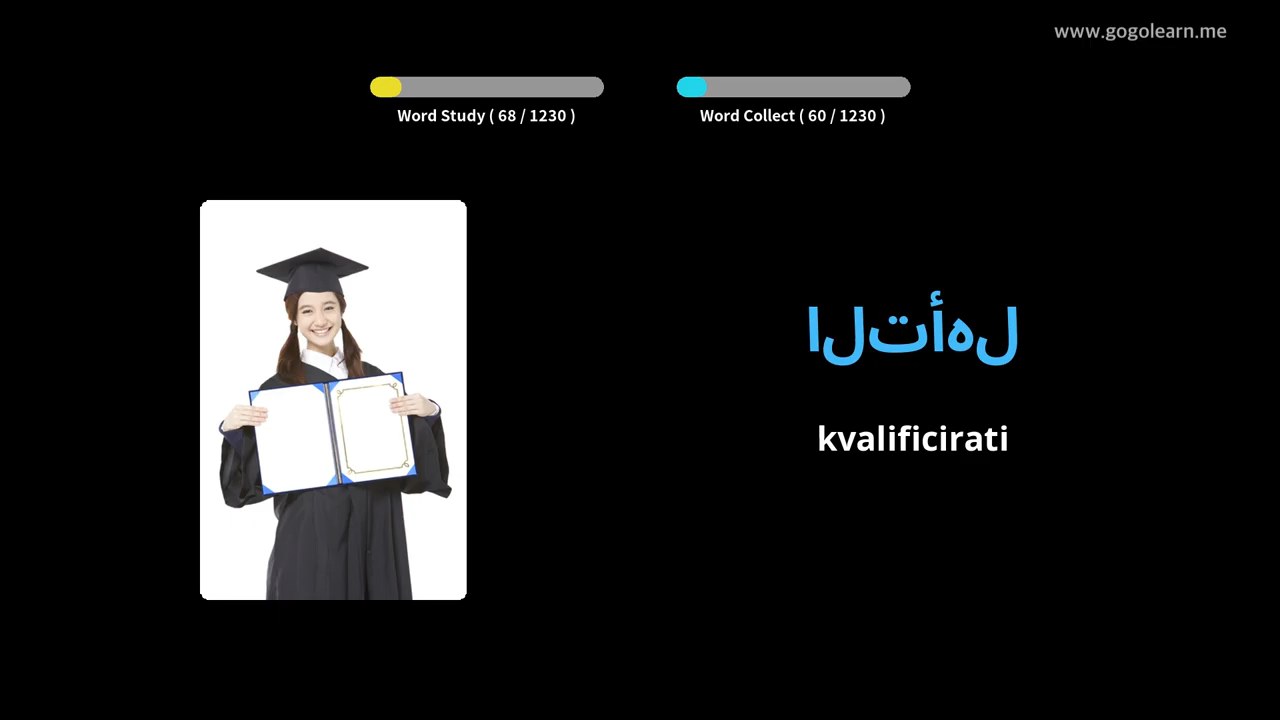 www.gogolearn.me
Word Study ( 68 / 1230 )
Word Collect ( 60 / 1230 )
التأهل
kvalificirati